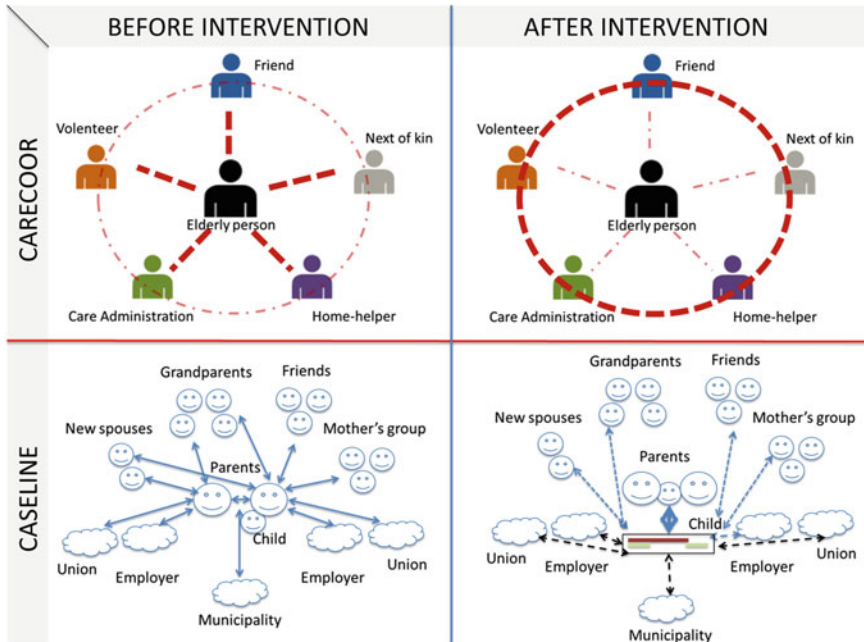 BEFORE INTERVENTION
AFTER INTERVENTION
CARECOOR
Friend
Volenteer
Next of kin
Elderly person
Care Administration
Home-helper
Friend
Volunteer
Next of kin
Elderly person
Care Administration
Home-helper
CASELINE
Grandparents
Friends
New spouses
Mother's group
Parents
Child
Union
Employer
Employer
Union
Municipality
Grandparents
Friends
New spouses
Mother's group
Parents
Child
Union
Employer
Employer
Union
Municipality